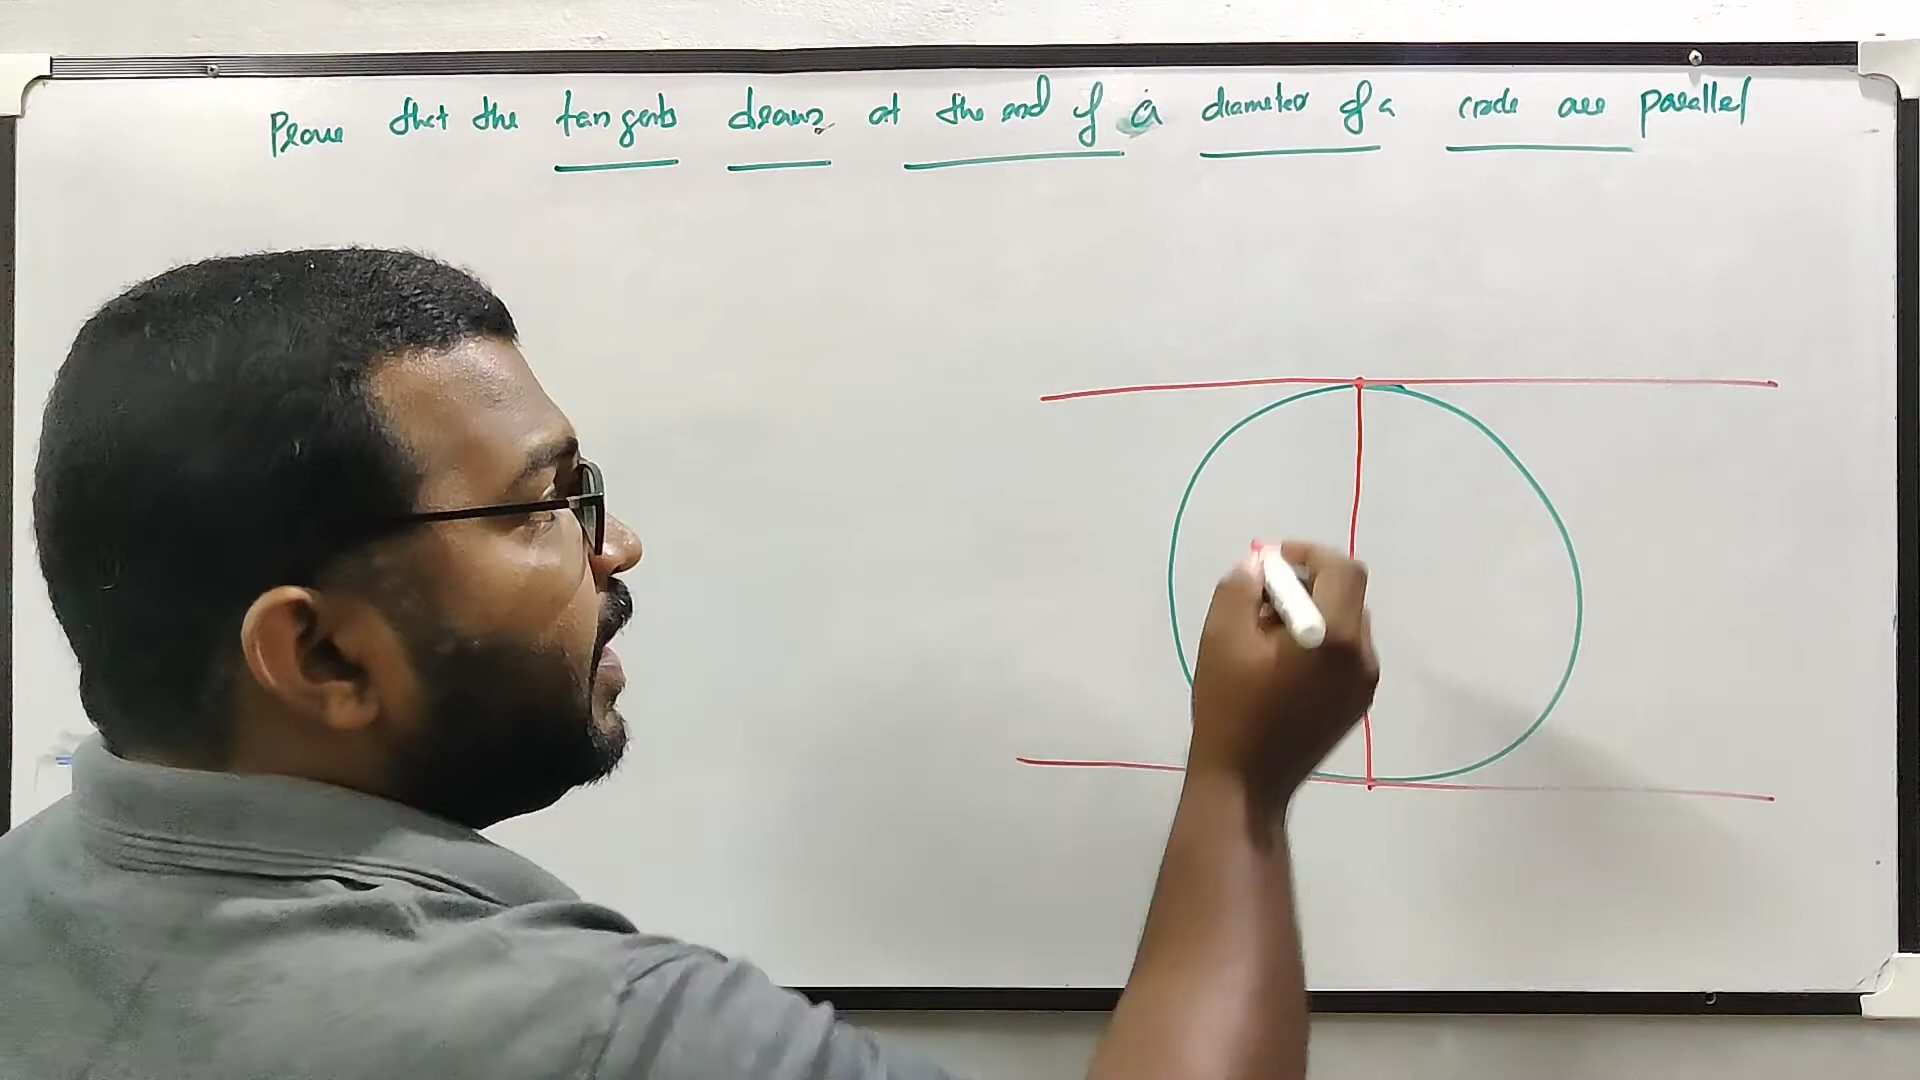 Prove that the tangents drawn at the end of a diameter of a circle are parallel